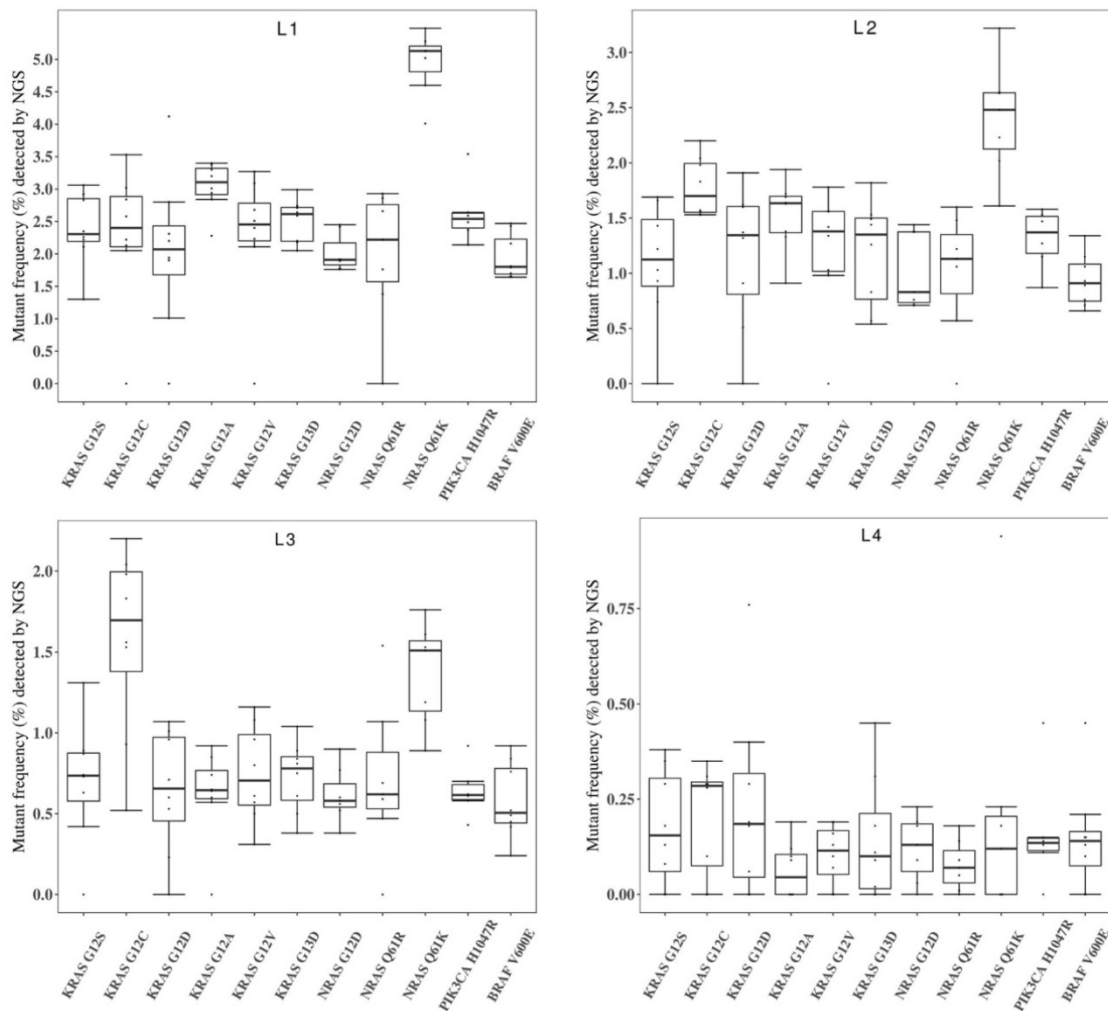 L1
Mutant frequency (%) detected by NGS
5.0
4.5
4.0
3.5
3.0
2.5
2.0
1.5
1.0
0.5
0.0
KRAS G12S
KRAS G12C
KRAS G12D
KRAS G12A
KRAS G12V
KRAS G13D
NRAS G12D
NRAS Q61R
NRAS Q61K
PIK3CA H1047R
BRAF V600E
L2
Mutant frequency (%) detected by NGS
3.0
2.5
2.0
1.5
1.0
0.5
0.0
KRAS G12S
KRAS G12C
KRAS G12D
KRAS G12A
KRAS G12V
KRAS G13D
NRAS G12D
NRAS Q61R
NRAS Q61K
PIK3CA H1047R
BRAF V600E
L3
Mutant frequency (%) detected by NGS
2.0
1.5
1.0
0.5
0.0
KRAS G12S
KRAS G12C
KRAS G12D
KRAS G12A
KRAS G12V
KRAS G13D
NRAS G12D
NRAS Q61R
NRAS Q61K
PIK3CA H1047R
BRAF V600E
L4
Mutant frequency (%) detected by NGS
0.75
0.50
0.25
0.00
KRAS G12S
KRAS G12C
KRAS G12D
KRAS G12A
KRAS G12V
KRAS G13D
NRAS G12D
NRAS Q61R
NRAS Q61K
PIK3CA H1047R
BRAF V600E